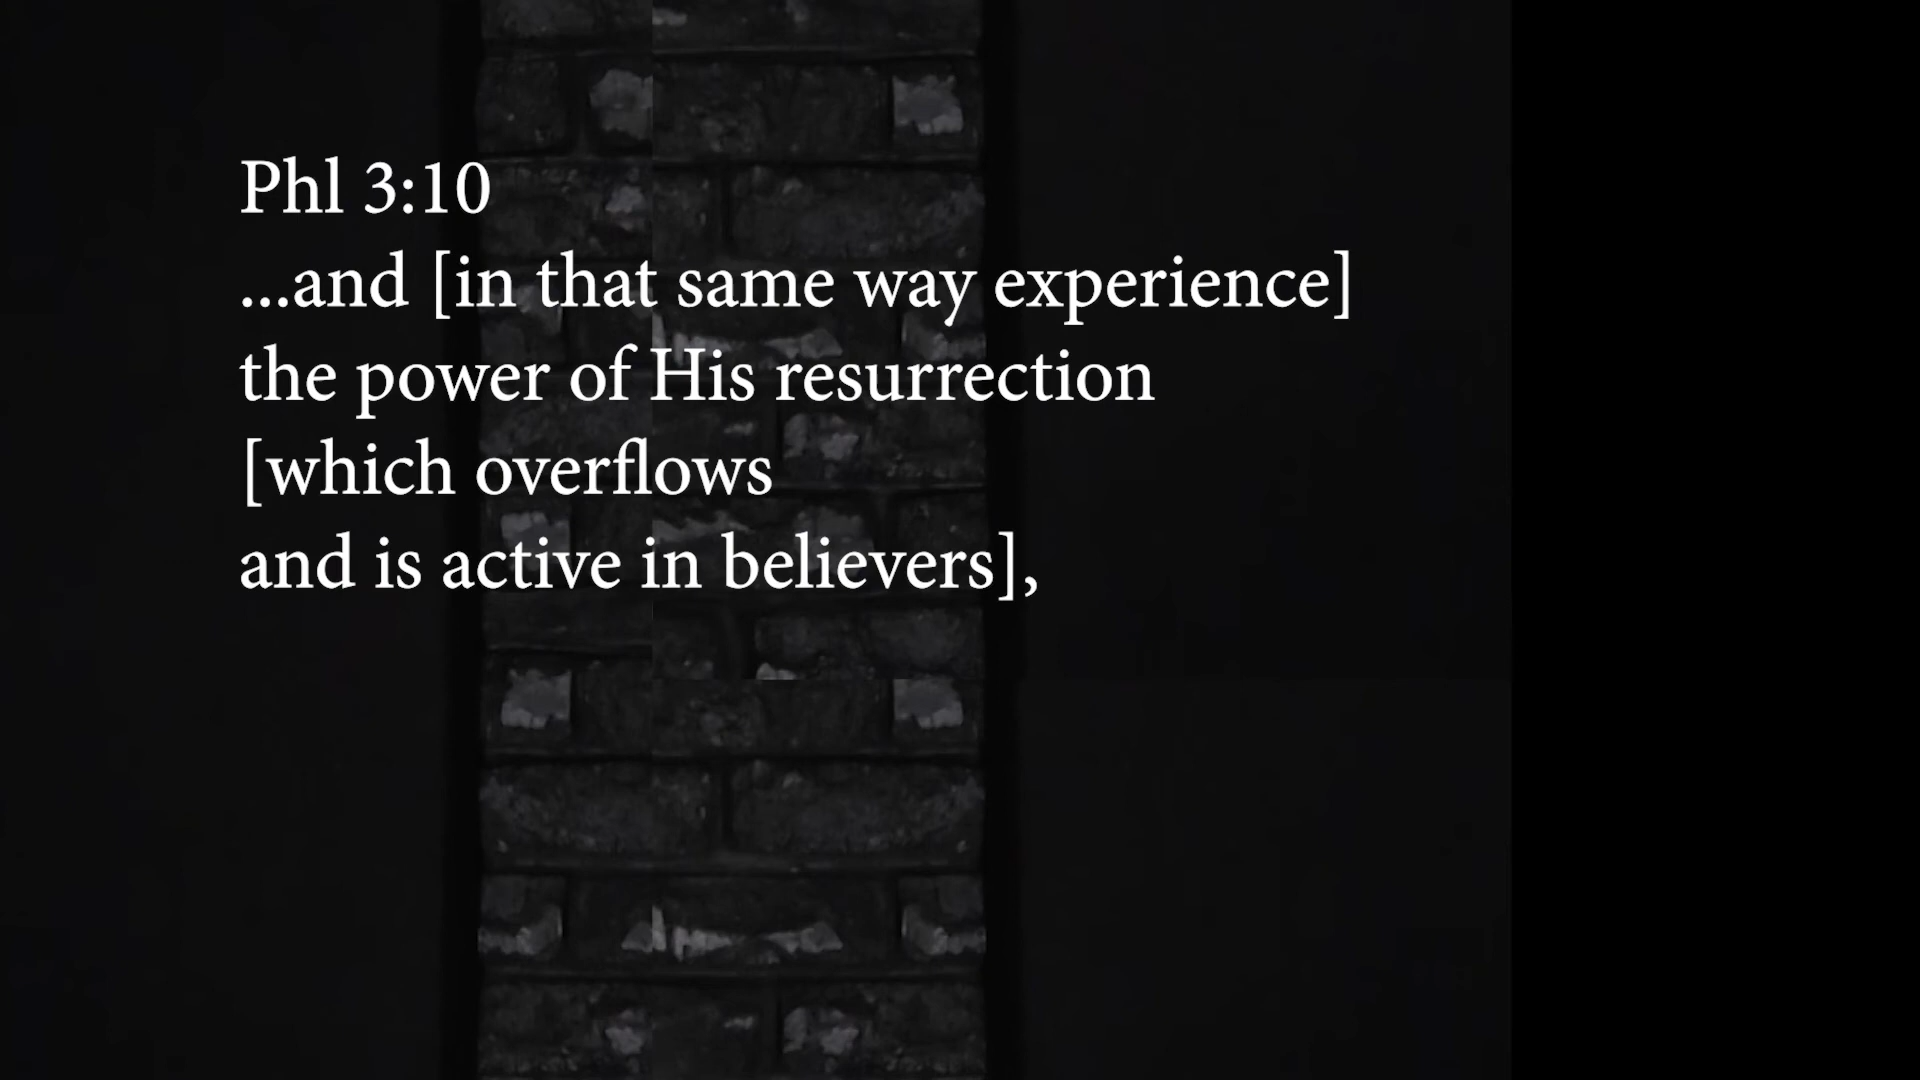 Phl 3:10
...and [in that same way experience]
the power of His resurrection
[which overflows
and is active in believers],